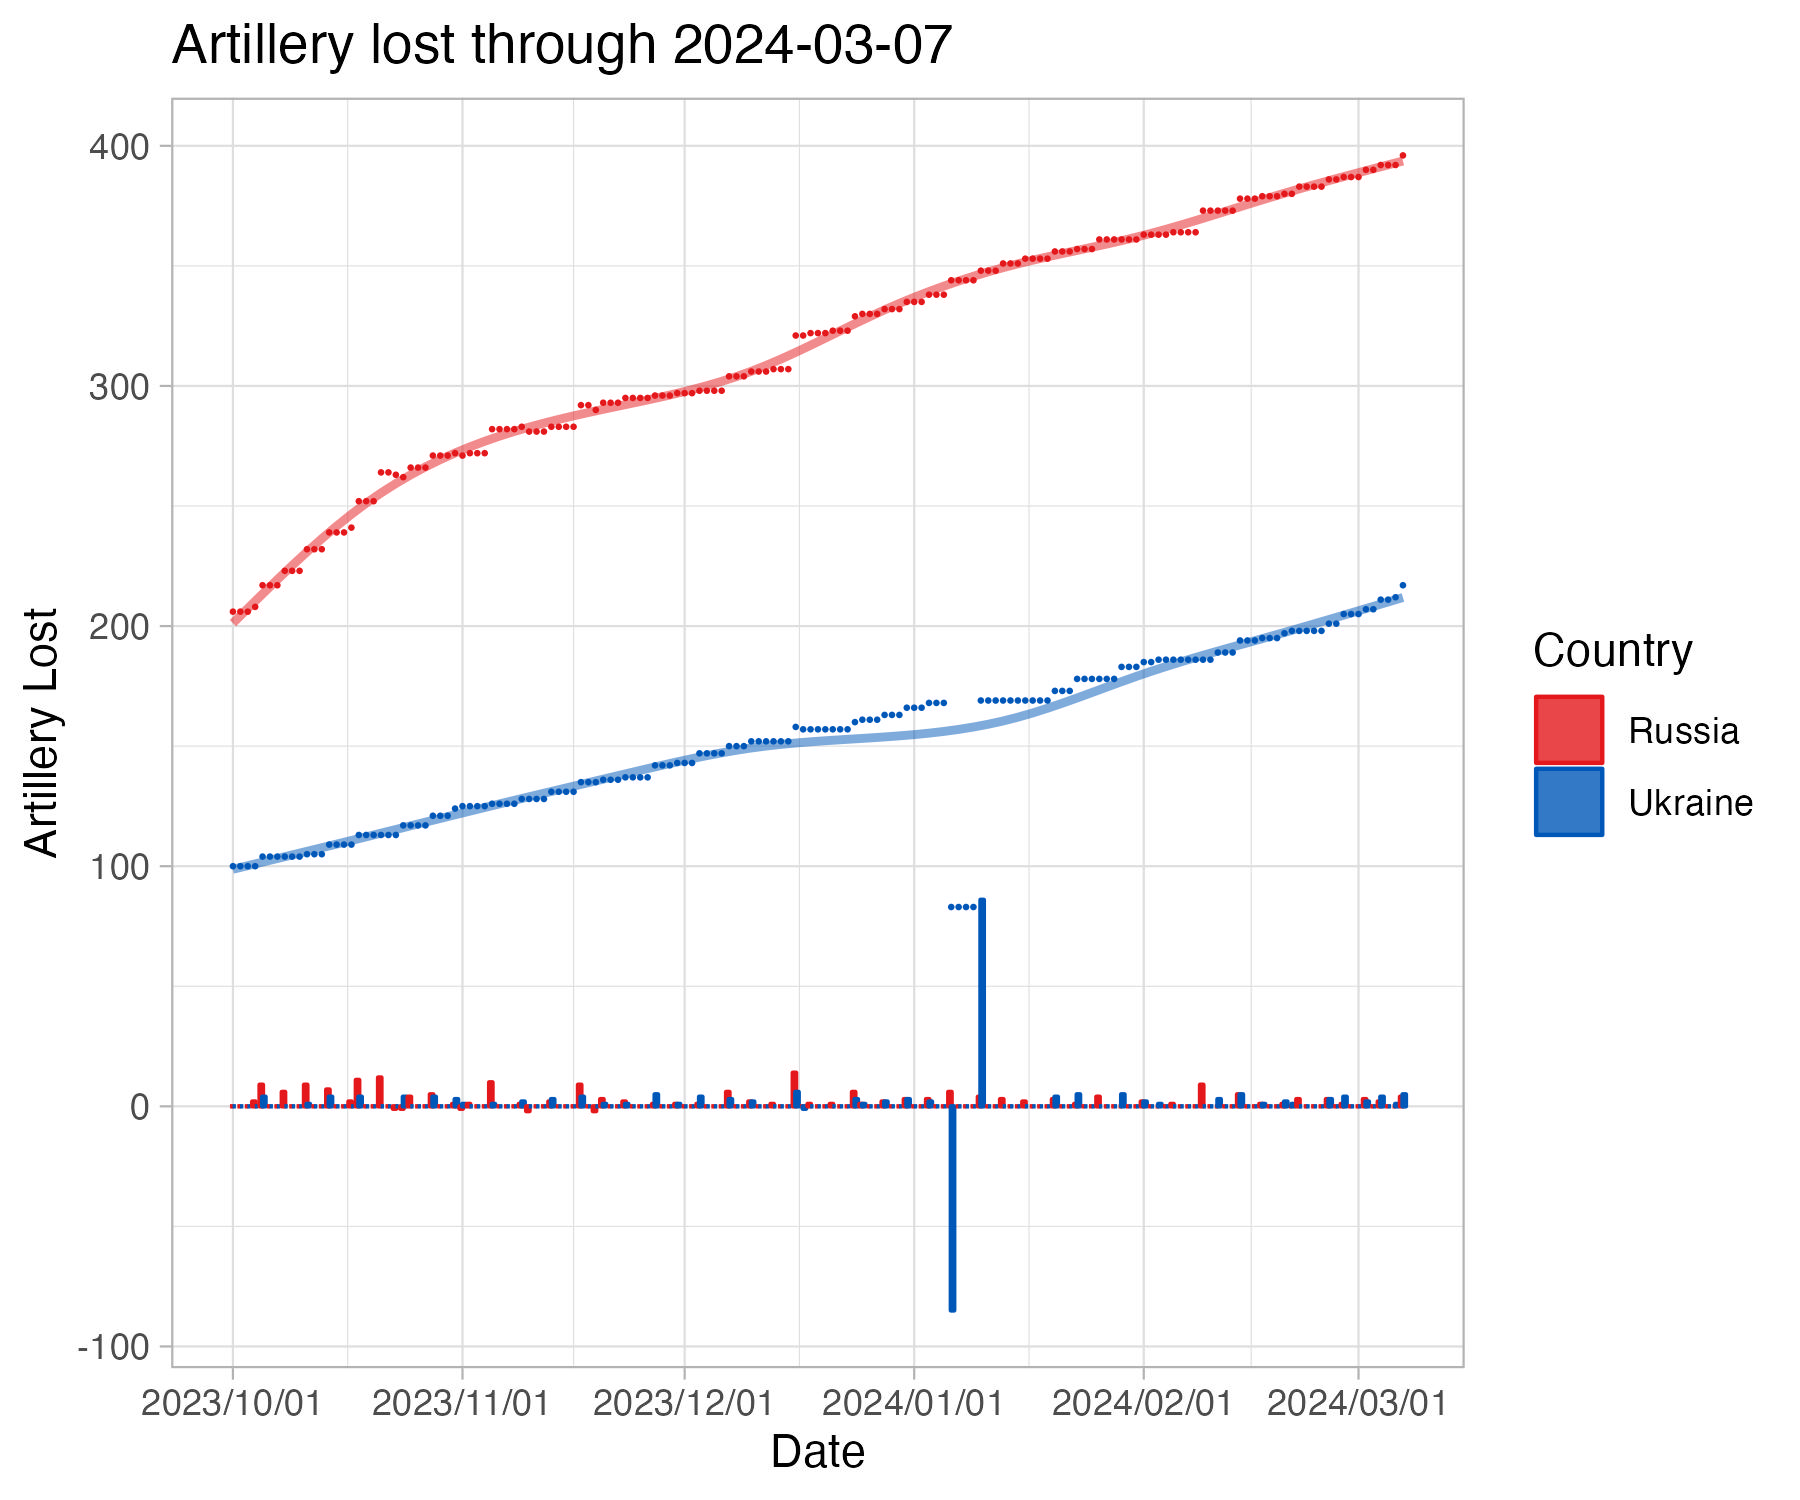 Artillery lost through 2024-03-07
Artillery Lost
400
300
200
100
0
-100
2023/10/01
2023/11/01
2023/12/01
2024/01/01
2024/02/01
2024/03/01
Date
Country
Russia
Ukraine